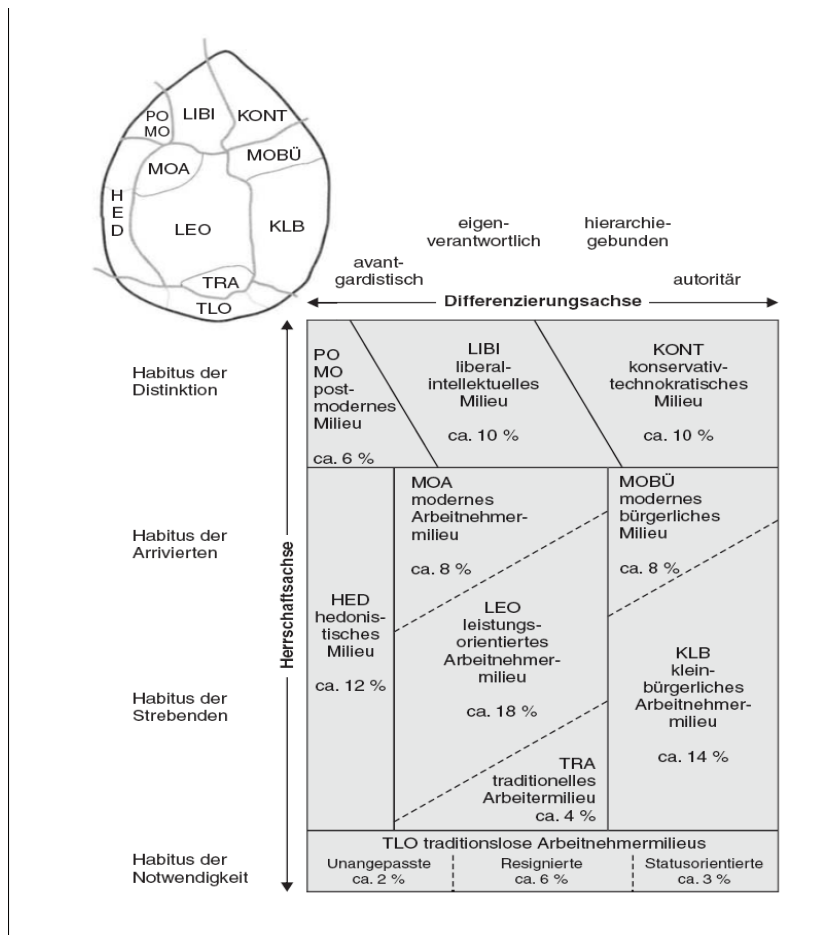 PO
MO
LIBI
KONT
MOA
MOBÜ
H
E
D
LEO
KLB
TRA
TLO
avant-
gardistisch
eigen-
verantwortlich
hierarchie-
gebunden
autoritär
Differenzierungsachse
Herrschaftsachse
Habitus der
Distinktion
PO
MO
post-
modernes
Milieu
ca. 6 %
LIBI
liberal-
intellektuelles
Milieu
ca. 10 %
KONT
konservativ-
technokratisches
Milieu
ca. 10 %
Habitus der
Arrivierten
MOA
modernes
Arbeitnehmer-
milieu
ca. 8 %
MOBÜ
modernes
bürgerliches
Milieu
ca. 8 %
HED
hedonis-
tisches
Milieu
ca. 12 %
LEO
leistungs-
orientiertes
Arbeitnehmer-
milieu
ca. 18 %
KLB
klein-
bürgerliches
Arbeitnehmer-
milieu
ca. 14 %
Habitus der
Strebenden
TRA
traditionelles
Arbeitermilieu
ca. 4 %
Habitus der
Notwendigkeit
TLO traditionslose Arbeitnehmermilieus
Unangepasste
ca. 2 %
Resignierte
ca. 6 %
Statusorientierte
ca. 3 %